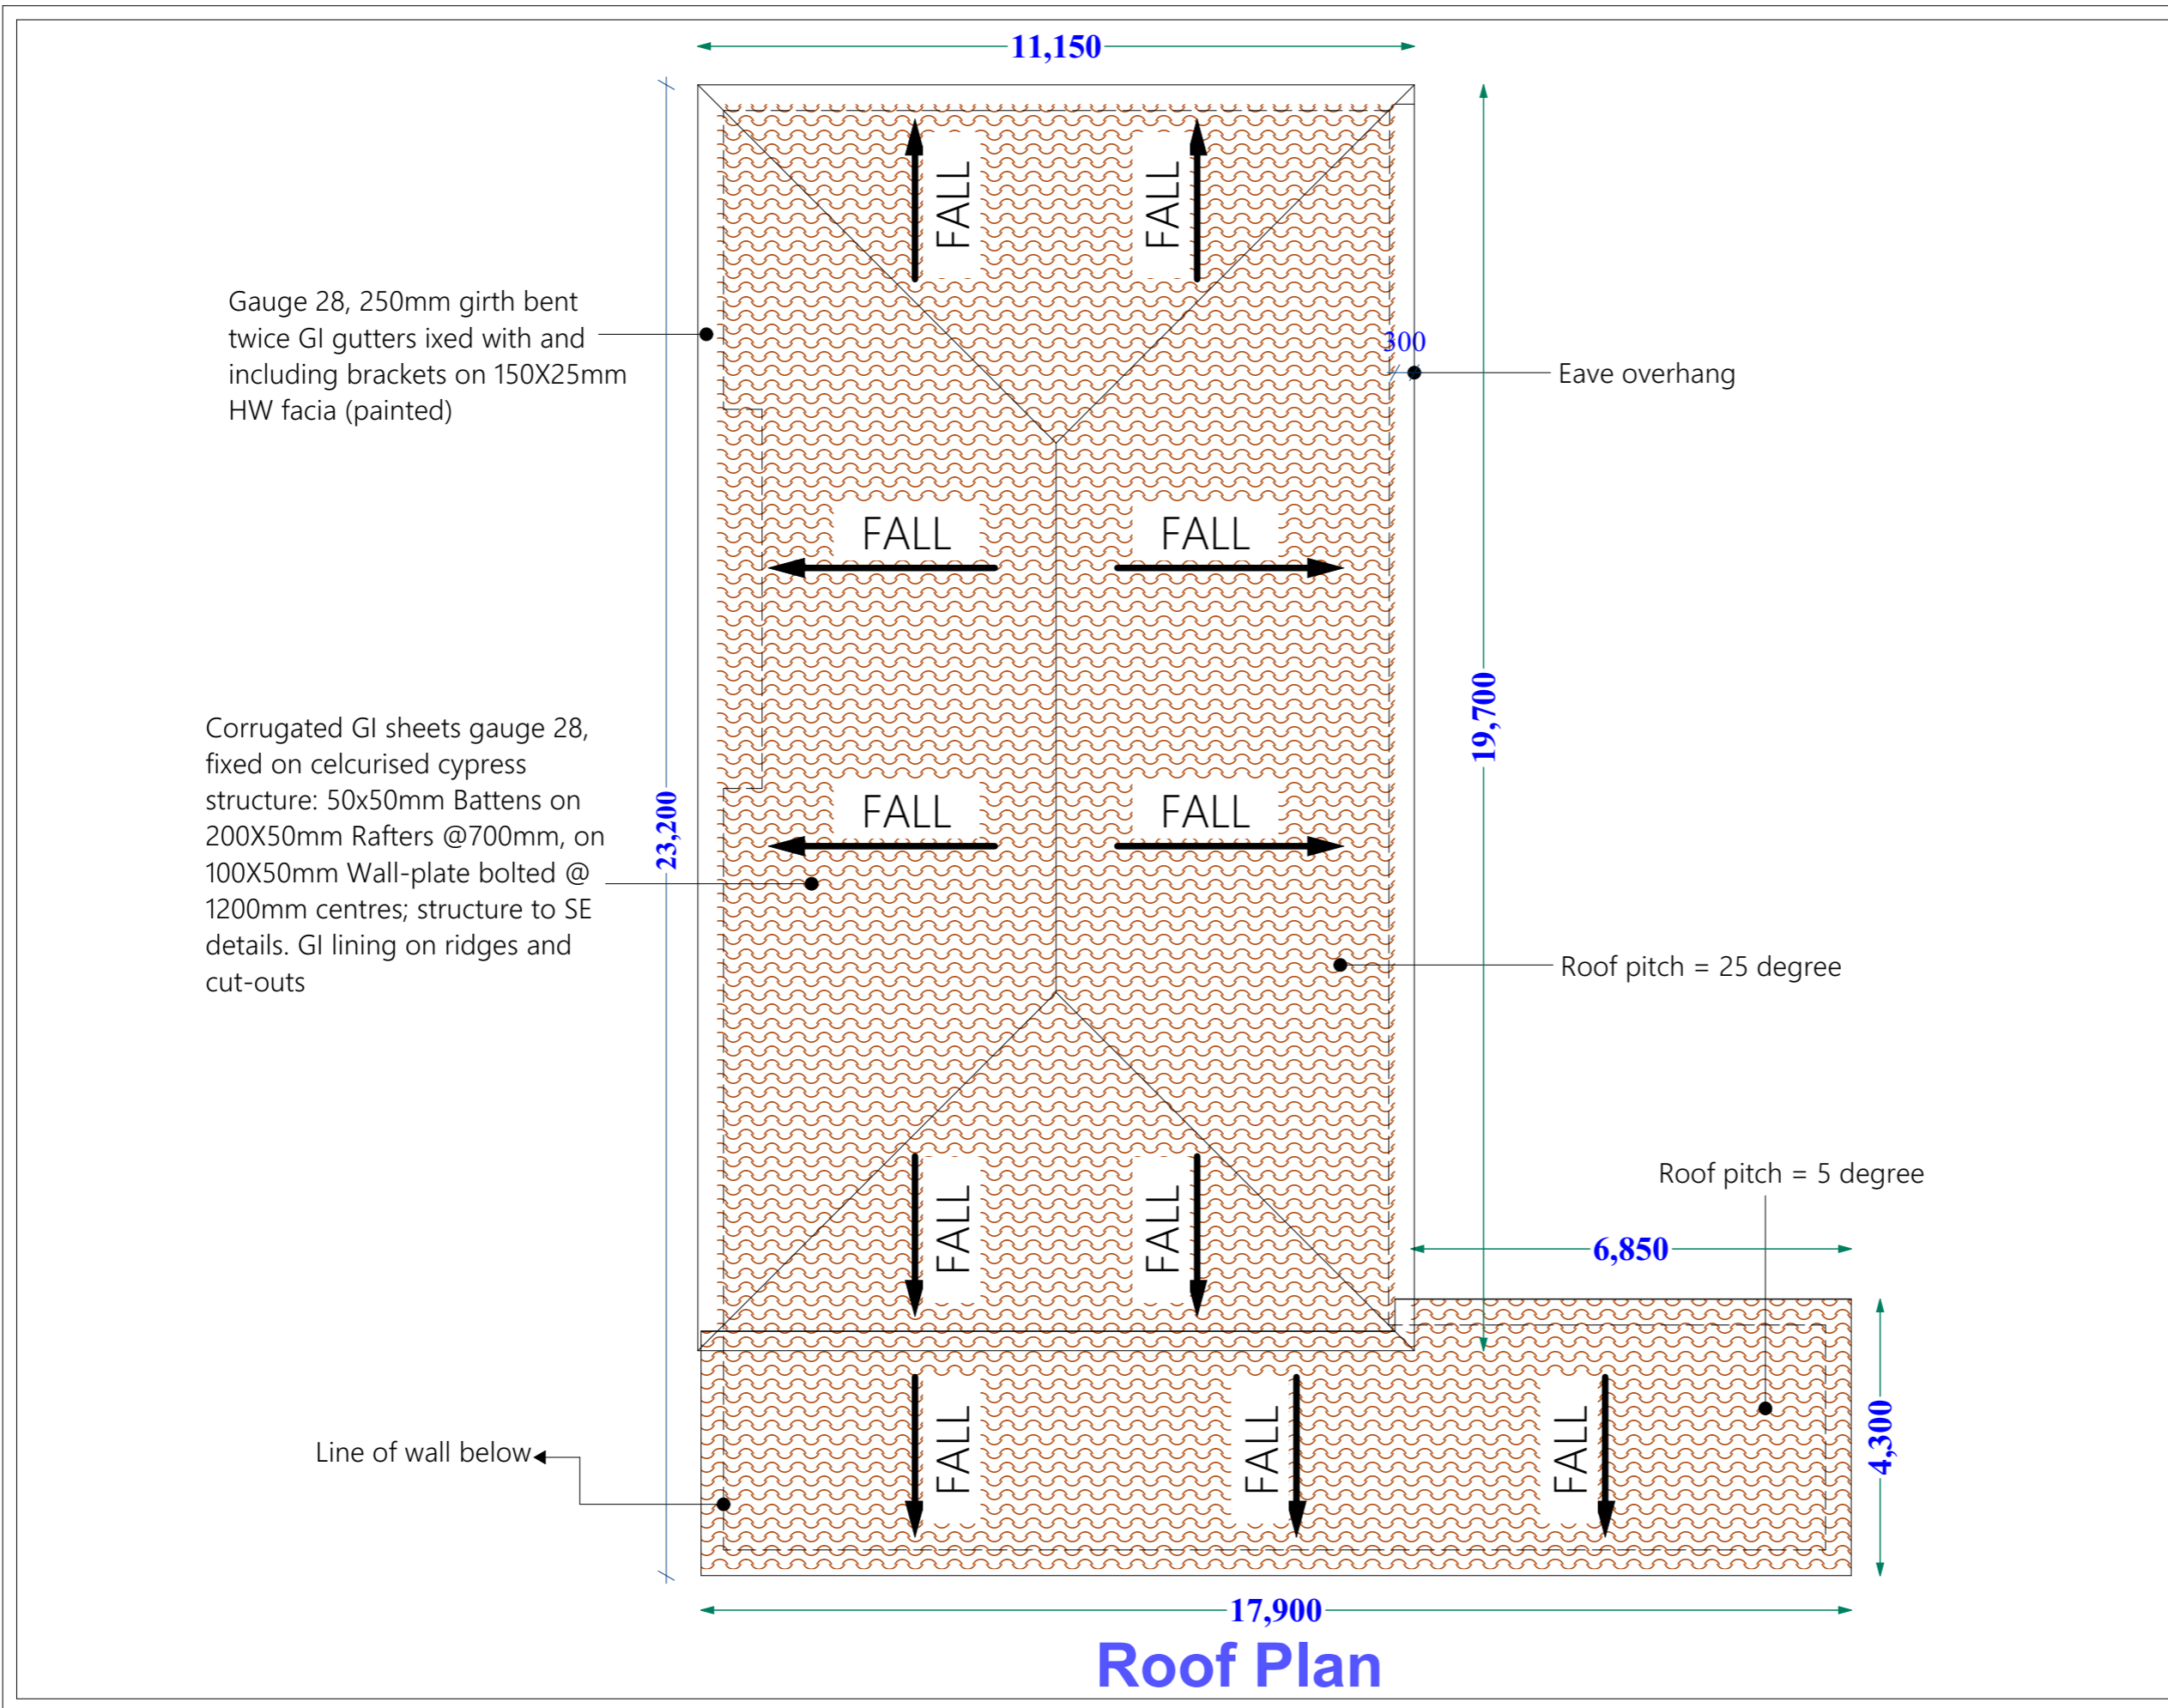 11,150
FALL
FALL
Gauge 28, 250mm girth bent
twice GI gutters ixed with and
including brackets on 150X25mm
HW facia (painted)
300
Eave overhang
FALL
FALL
19,700
Corrugated GI sheets gauge 28,
fixed on celcurised cypress
structure: 50x50mm Battens on
200X50mm Rafters @700mm, on
100X50mm Wall-plate bolted @
1200mm centres; structure to SE
details. GI lining on ridges and
cut-outs
23,200
FALL
FALL
Roof pitch = 25 degree
Roof pitch = 5 degree
FALL
FALL
6,850
Line of wall below
FALL
FALL
FALL
4,300
17,900
Roof Plan